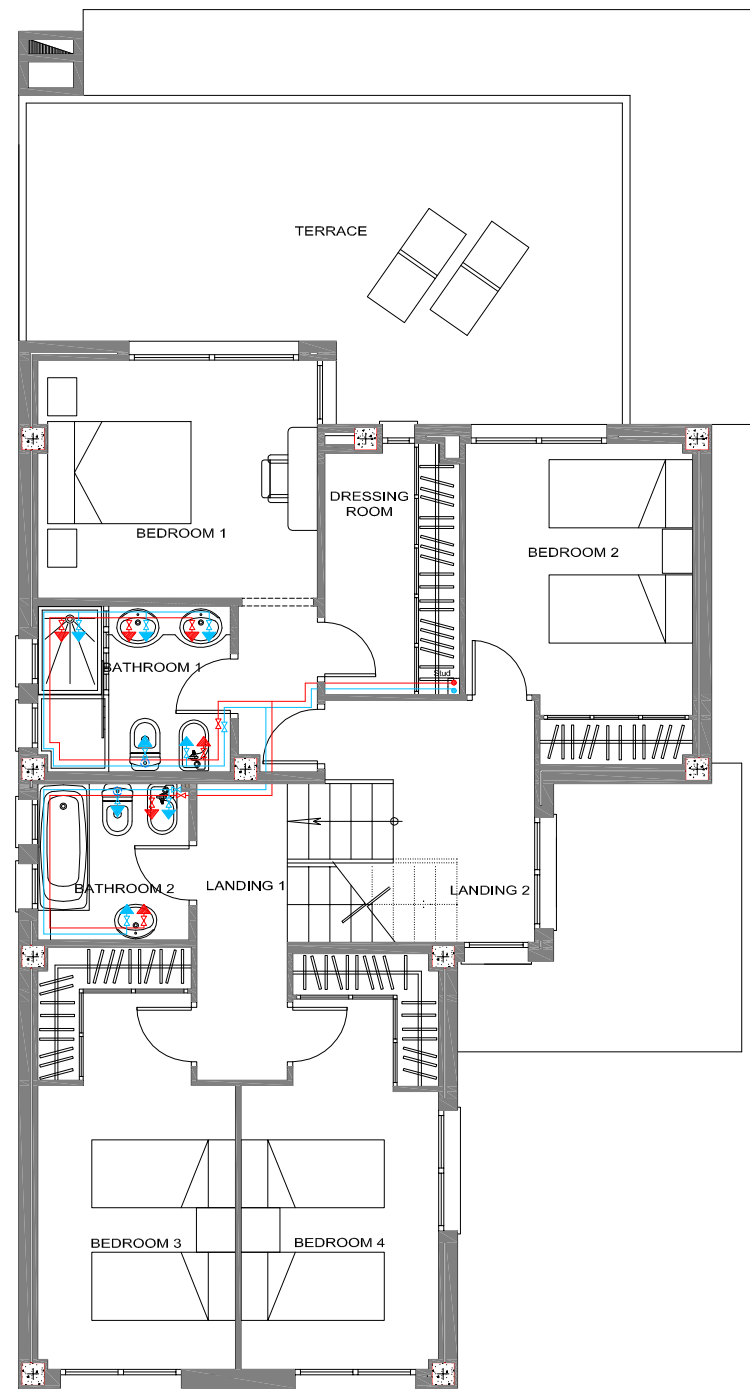 TERRACE
DRESSING
ROOM
BEDROOM 1
BEDROOM 2
BATHROOM 1
Stud
BATHROOM 2
LANDING 1
LANDING 2
BEDROOM 3
BEDROOM 4